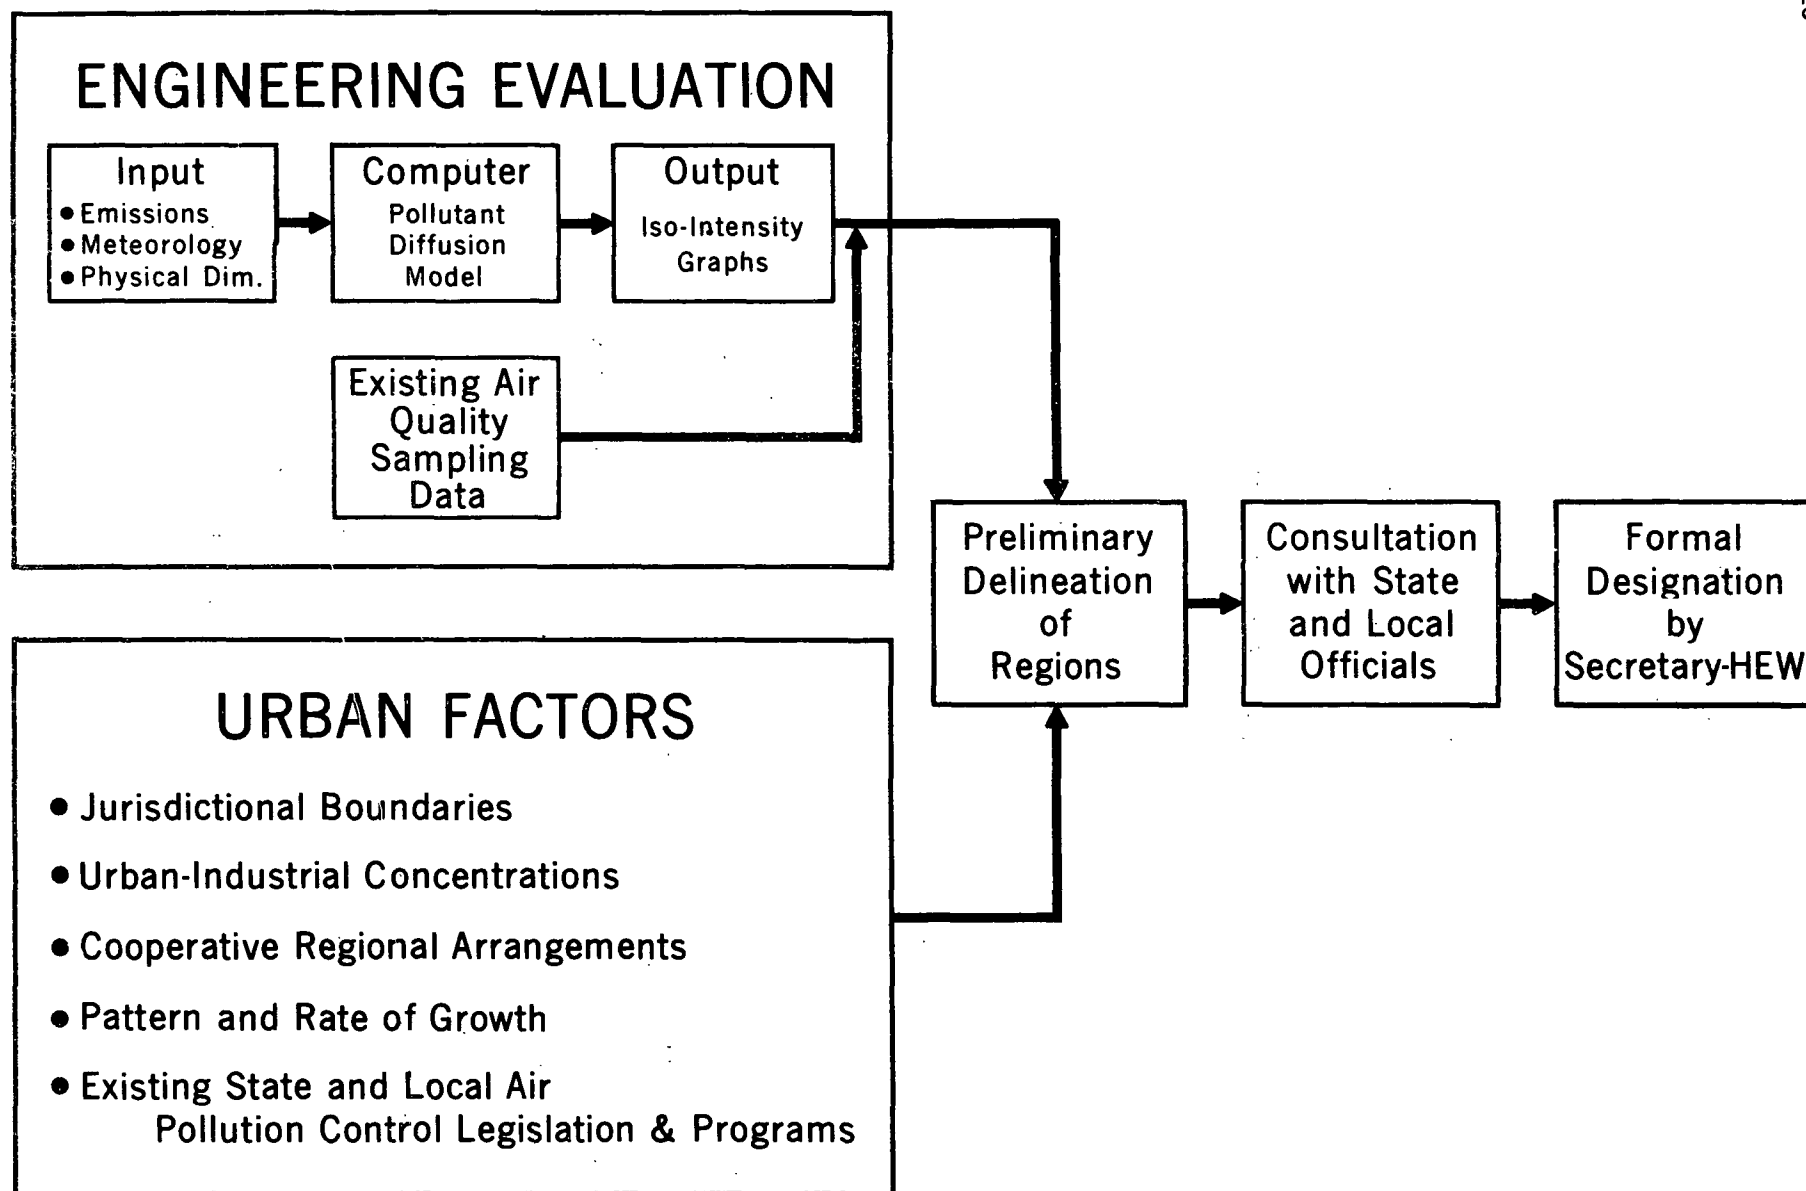 ENGINEERING EVALUATION
Input
● Emissions
● Meteorology
● Physical Dim.
Computer
Pollutant
Diffusion
Model
Output
Iso-Intensity
Graphs
Existing Air
Quality
Sampling
Data
URBAN FACTORS
● Jurisdictional Boundaries
● Urban-Industrial Concentrations
● Cooperative Regional Arrangements
● Pattern and Rate of Growth
● Existing State and Local Air
Pollution Control Legislation & Programs
Preliminary
Delineation
of
Regions
Consultation
with State
and Local
Officials
Formal
Designation
by
Secretary-HEW